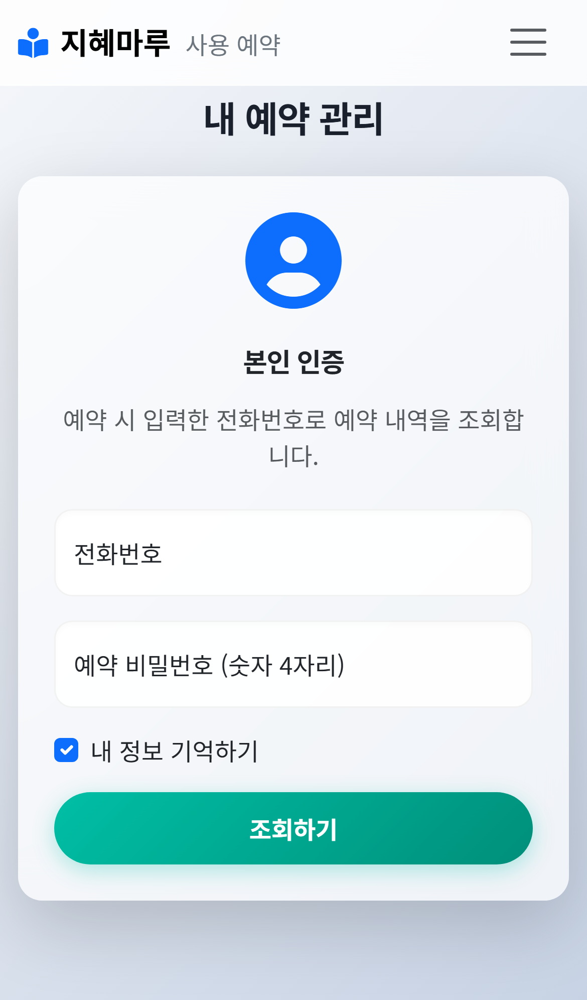 지혜마루 사용 예약
내 예약 관리
본인 인증
예약 시 입력한 전화번호로 예약 내역을 조회합
니다.
전화번호
예약 비밀번호 (숫자 4자리)
내 정보 기억하기
조회하기